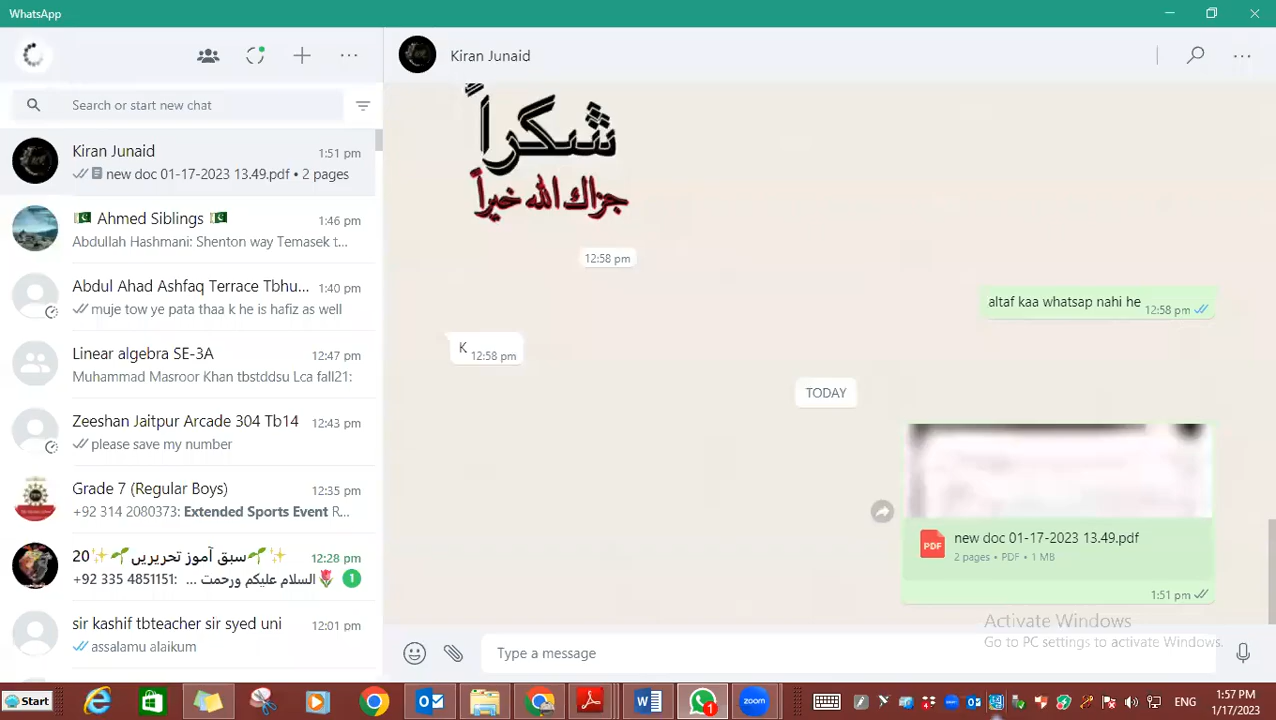 WhatsApp
Search or start new chat
Kiran Junaid
1:51 pm
new doc 01-17-2023 13.49.pdf • 2 pages
Ahmed Siblings
1:46 pm
Abdullah Hashmani: Shenton way Temasek t...
Abdul Ahad Ashfaq Terrace Tbhu...
1:40 pm
muje tow ye pata thaa k he is hafiz as well
Linear algebra SE-3A
12:47 pm
Muhammad Masroor Khan tbstddsu Lca fall21:
Zeeshan Jaitpur Arcade 304 Tb14
12:43 pm
please save my number
Grade 7 (Regular Boys)
12:35 pm
+92 314 2080373: Extended Sports Event R...
20✨🌱سبق آموز تحریریں🌱✨
12:28 pm
+92 335 4851151: السلام علیکم ورحمت ...
1
sir kashif tbteacher sir syed uni
12:01 pm
assalamu alaikum
Kiran Junaid
شكراً
جزاك الله خيراً
12:58 pm
altaf kaa whatsap nahi he 12:58 pm
K 12:58 pm
TODAY
PDF
new doc 01-17-2023 13.49.pdf
2 pages • PDF • 1 MB
1:51 pm
Activate Windows
Go to PC settings to activate Windows.
Type a message
Start
zoom
1
ENG
1:57 PM
1/17/2023